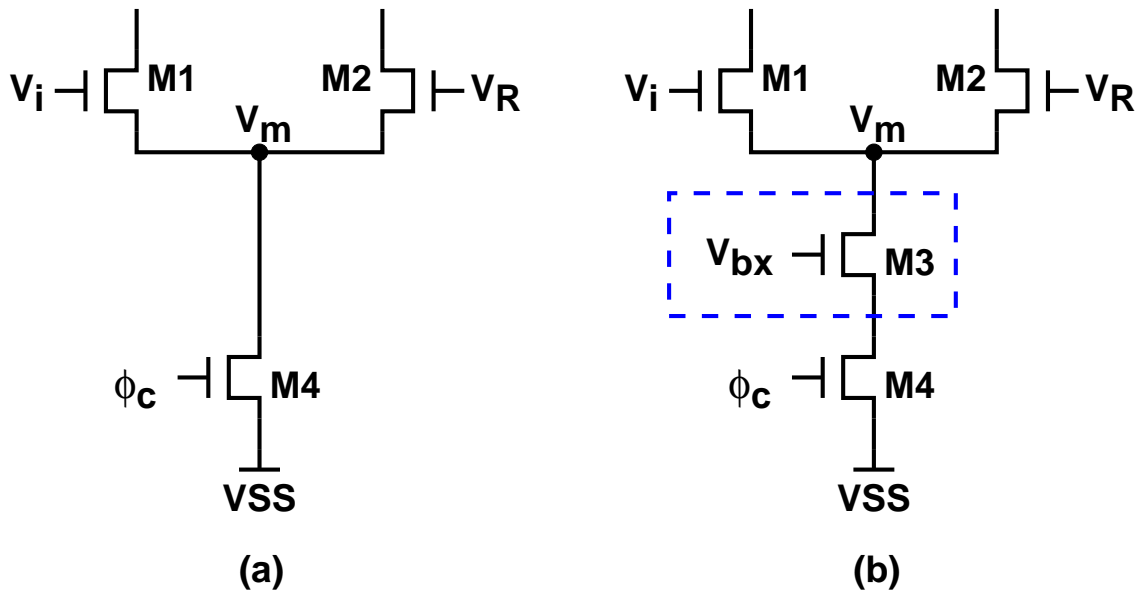 Vi M1 M2 VR
Vm
ϕc M4
VSS
(a)
Vi M1 M2 VR
Vm
Vbx M3
ϕc M4
VSS
(b)